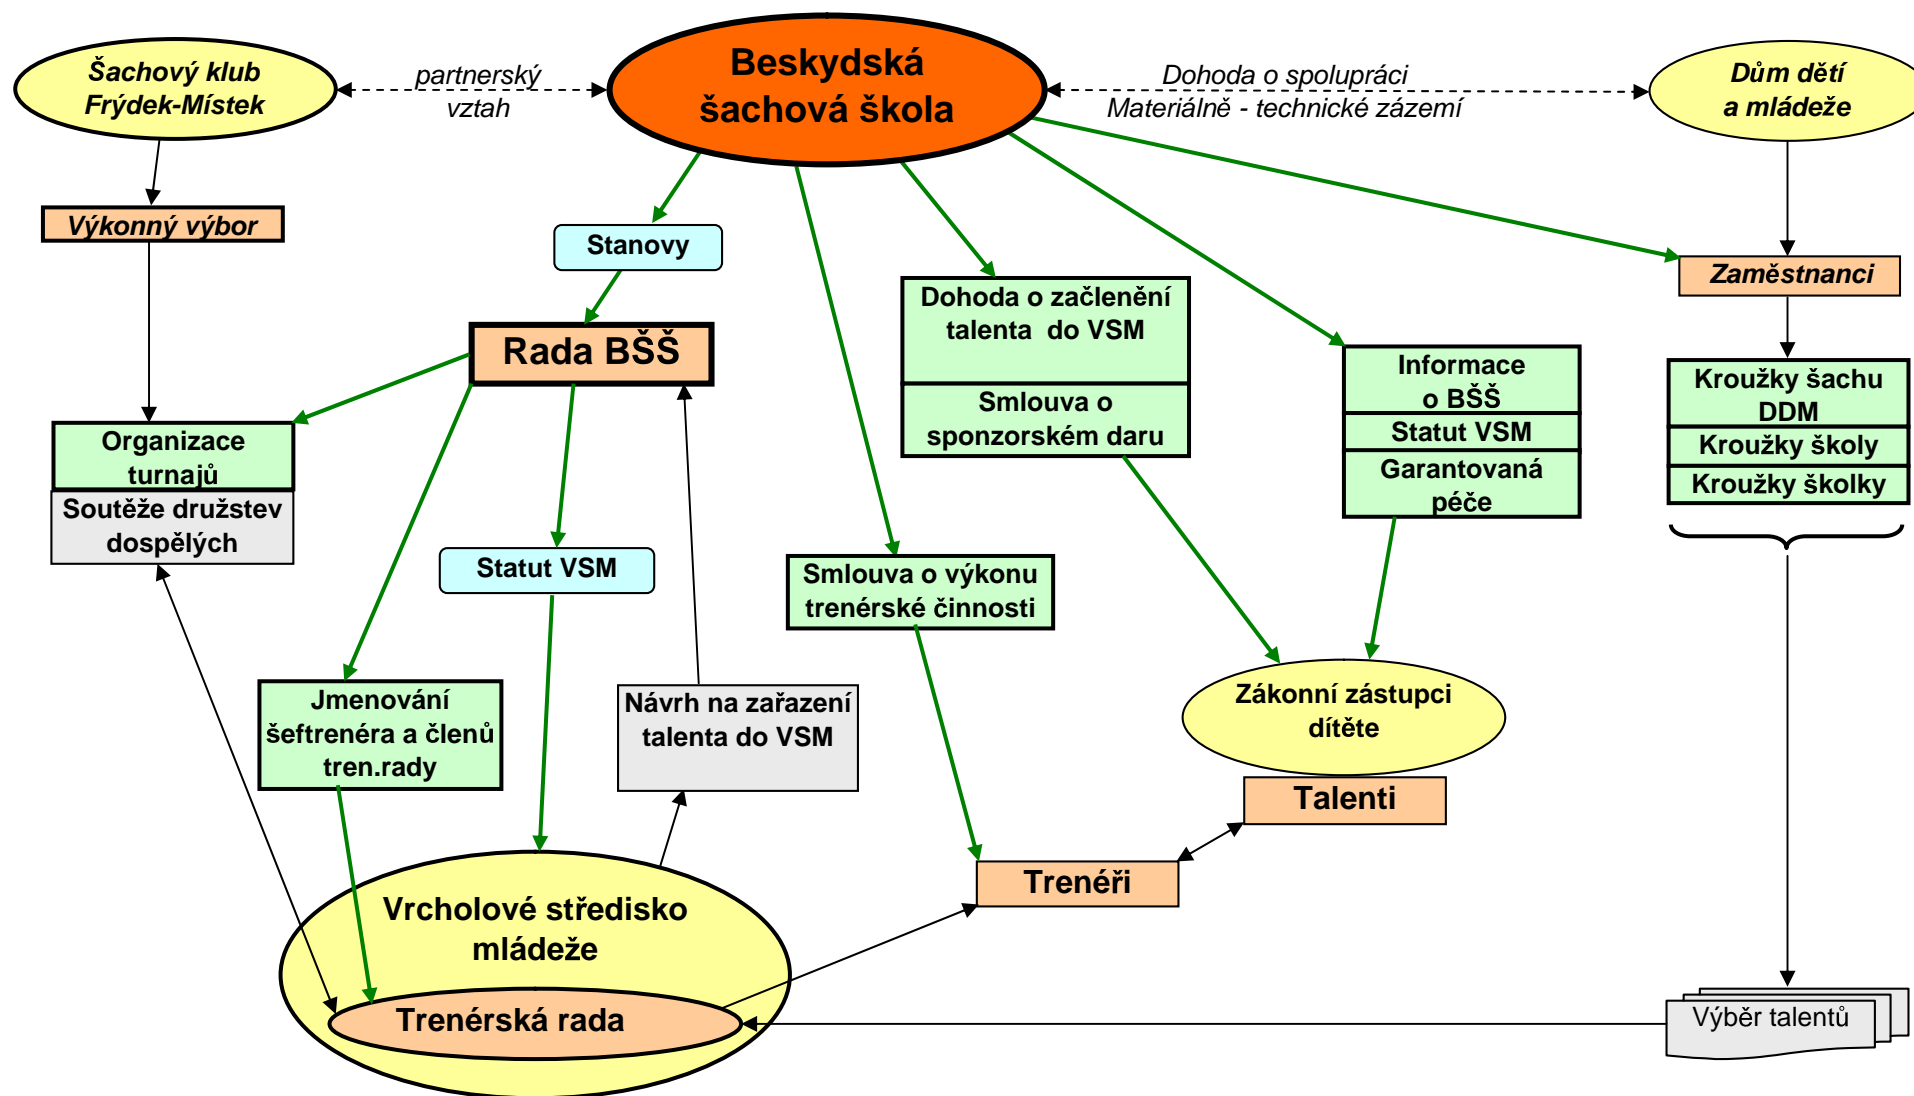 Šachový klub
Frýdek-Místek
partnerský
vztah
Beskydská
šachová škola
Dohoda o spolupráci
Materiálně - technické zázemí
Dům dětí
a mládeže
Výkonný výbor
Stanovy
Zaměstnanci
Rada BŠŠ
Dohoda o začlenění
talenta do VSM
Smlouva o
sponzorském daru
Informace
o BŠŠ
Statut VSM
Garantovaná
péče
Kroužky šachu
DDM
Kroužky školy
Kroužky školky
Organizace
turnajů
Soutěže družstev
dospělých
Statut VSM
Smlouva o výkonu
trenérské činnosti
Jmenování
šeftrenéra a členů
tren.rady
Návrh na zařazení
talenta do VSM
Zákonní zástupci
dítěte
Talenti
Trenéři
Vrcholové středisko
mládeže
Trenérská rada
Výběr talentů